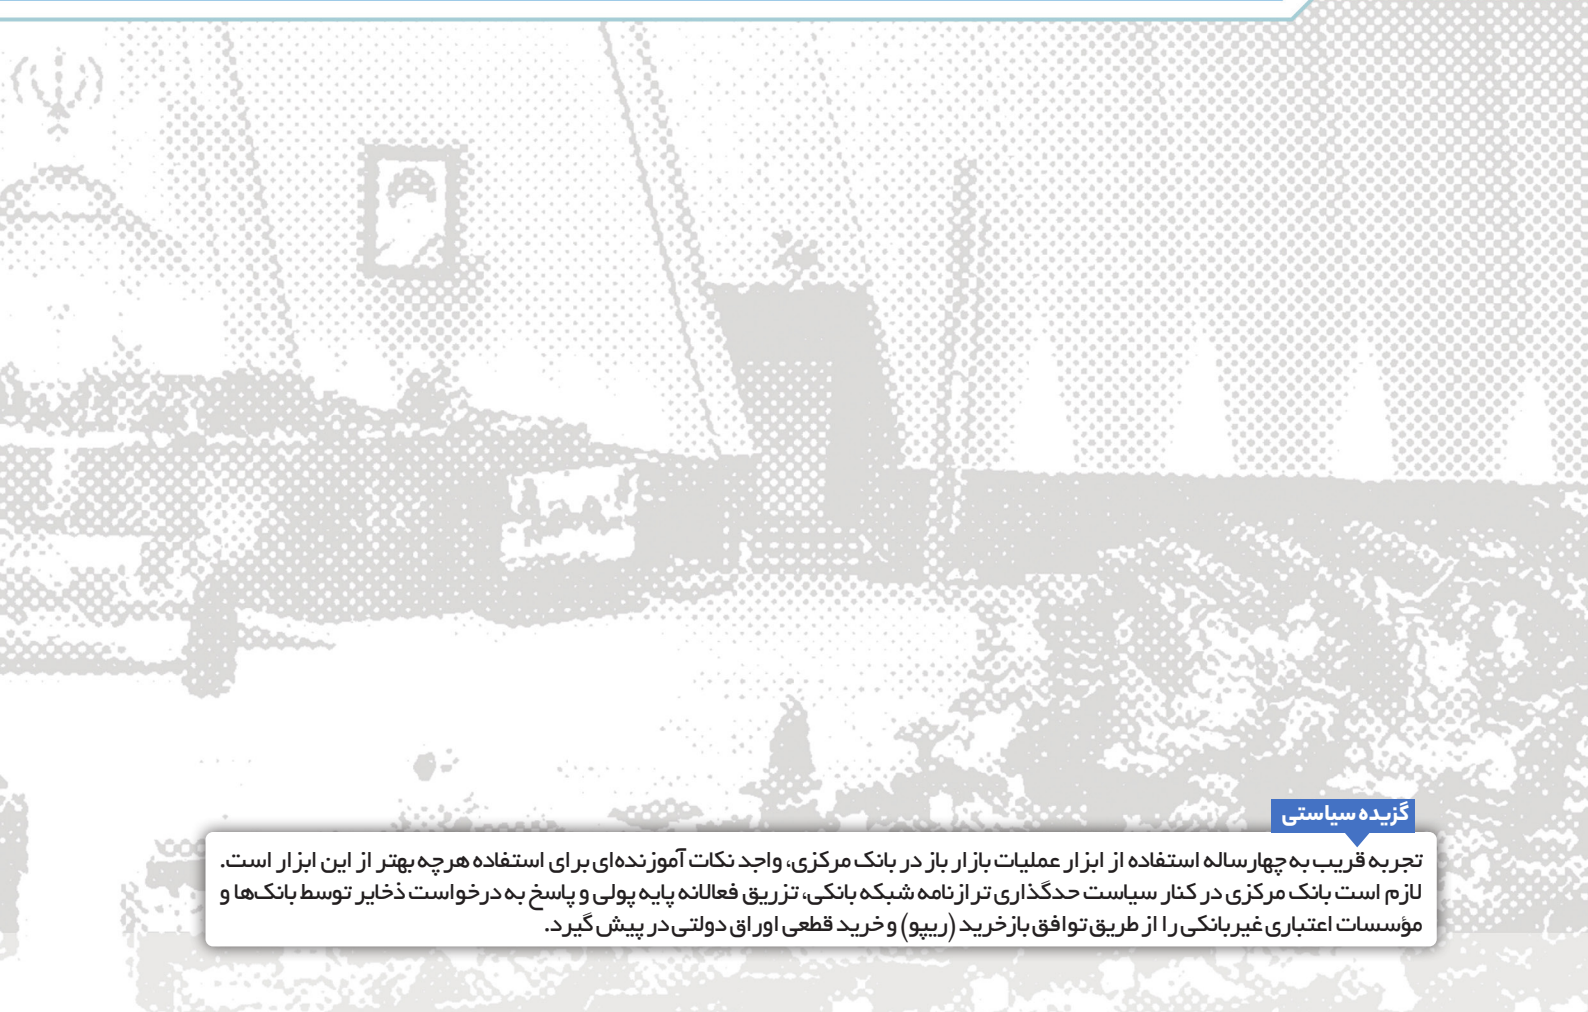 گزیده سیاستی
تجربه قریب به چهارساله استفاده از ابزار عملیات بازار باز در بانک مرکزی، واجد نکات آموزنده‌ای برای استفاده هرچه بهتر از این ابزار است.
لازم است بانک مرکزی در کنار سیاست حدگذاری ترازنامه شبکه بانکی، تزریق فعالانه پایه پولی و پاسخ به درخواست ذخایر توسط بانک‌ها و
مؤسسات اعتباری غیربانکی را از طریق توافق بازخرید (ریپو) و خرید قطعی اوراق دولتی در پیش گیرد.